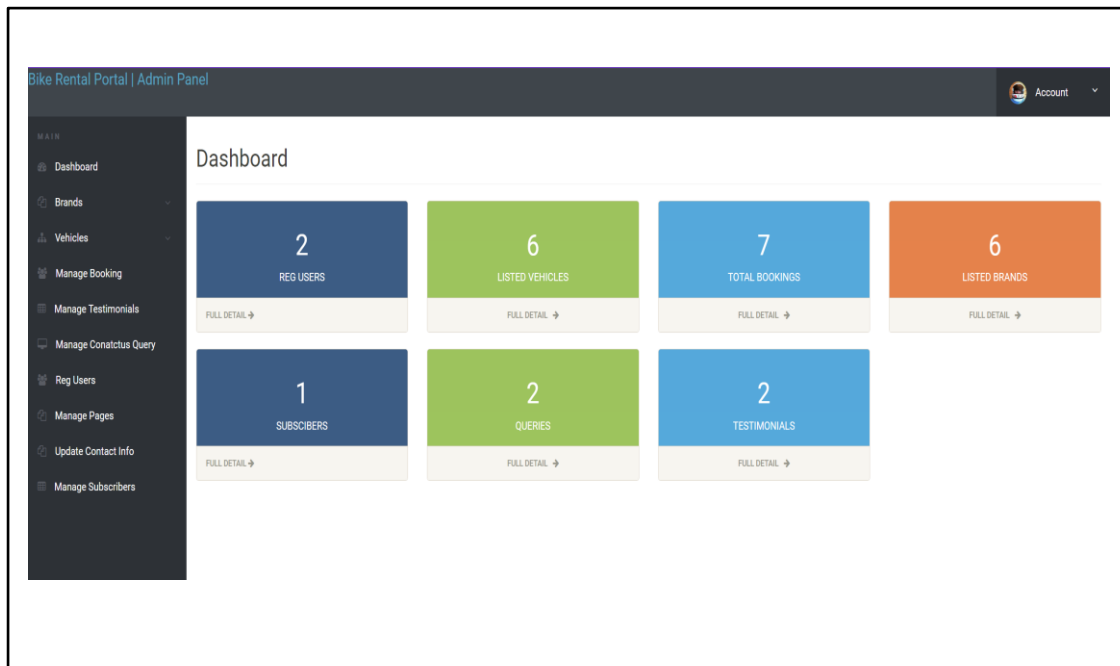 Bike Rental Portal | Admin Panel
Account
MAIN
Dashboard
Brands
Vehicles
Manage Booking
Manage Testimonials
Manage Conatctus Query
Reg Users
Manage Pages
Update Contact Info
Manage Subscribers
Dashboard
2
REG USERS
FULL DETAIL
6
LISTED VEHICLES
FULL DETAIL
7
TOTAL BOOKINGS
FULL DETAIL
6
LISTED BRANDS
FULL DETAIL
1
SUBSCIBERS
FULL DETAIL
2
QUERIES
FULL DETAIL
2
TESTIMONIALS
FULL DETAIL